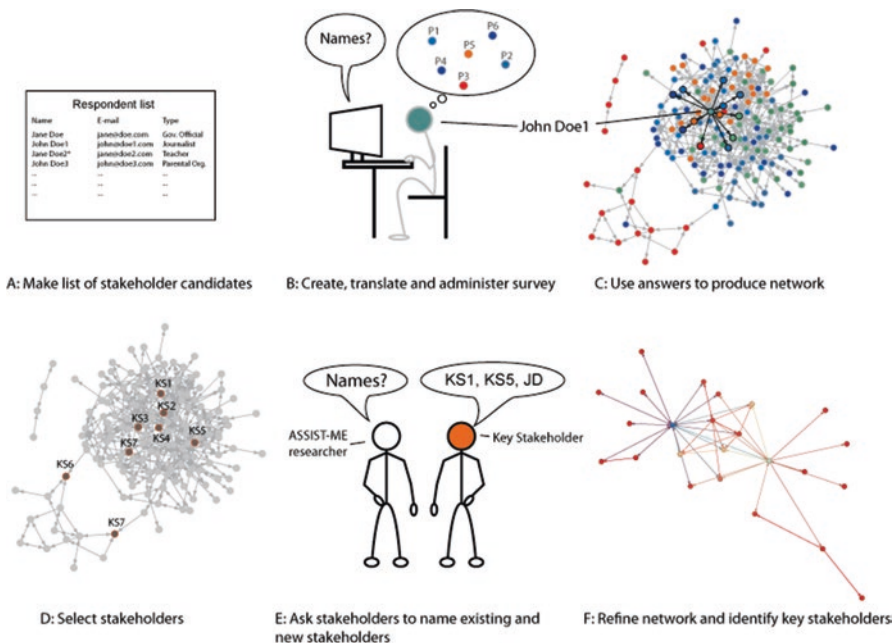 Respondent list
Name E-mail Type
Jane Doe jane@doe.com Gov. Official
John Doe1 john@doe1.com Journalist
Jane Doe2* jane@doe2.com Teacher
John Doe3 john@doe3.com Parental Org.
... ... ...
... ... ...
... ...
A: Make list of stakeholder candidates
Names?
P1
P6
P5
P2
P4
P3
B: Create, translate and administer survey
John Doe1
C: Use answers to produce network
KS1
KS2
KS3
KS4
KS5
KS7
KS6
KS7
D: Select stakeholders
Names?
KS1, KS5, JD
ASSIST-ME
researcher
Key Stakeholder
E: Ask stakeholders to name existing and
new stakeholders
F: Refine network and identify key stakeholders